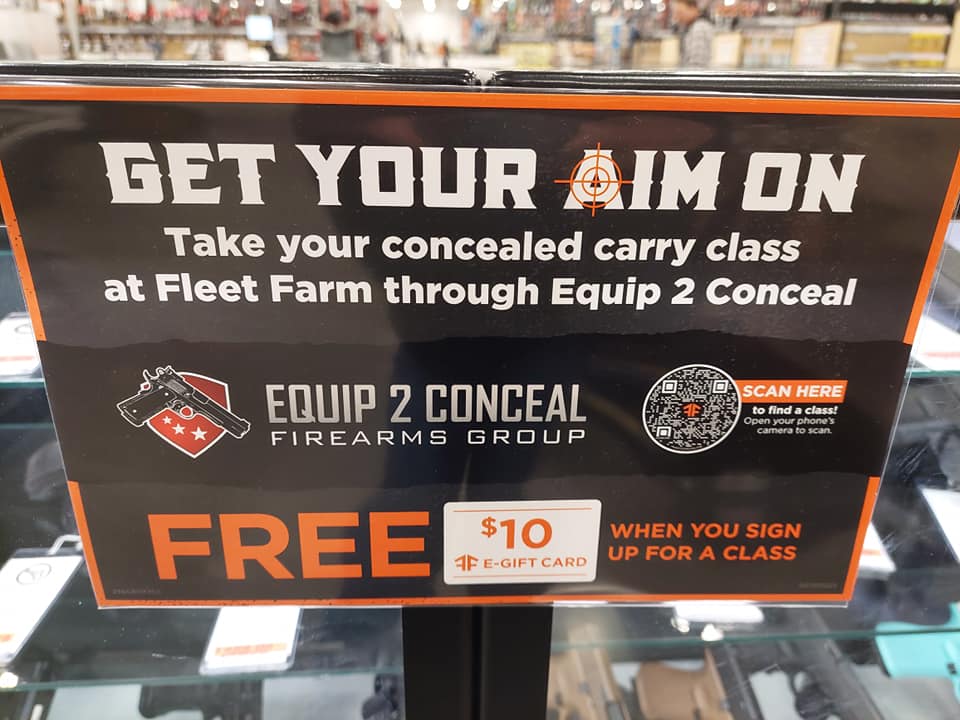 GET YOUR AIM ON
Take your concealed carry class
at Fleet Farm through Equip 2 Conceal
EQUIP 2 CONCEAL
FIREARMS GROUP
SCAN HERE
to find a class!
Open your phone's
camera to scan.
FREE
$10
E-GIFT CARD
WHEN YOU SIGN
UP FOR A CLASS